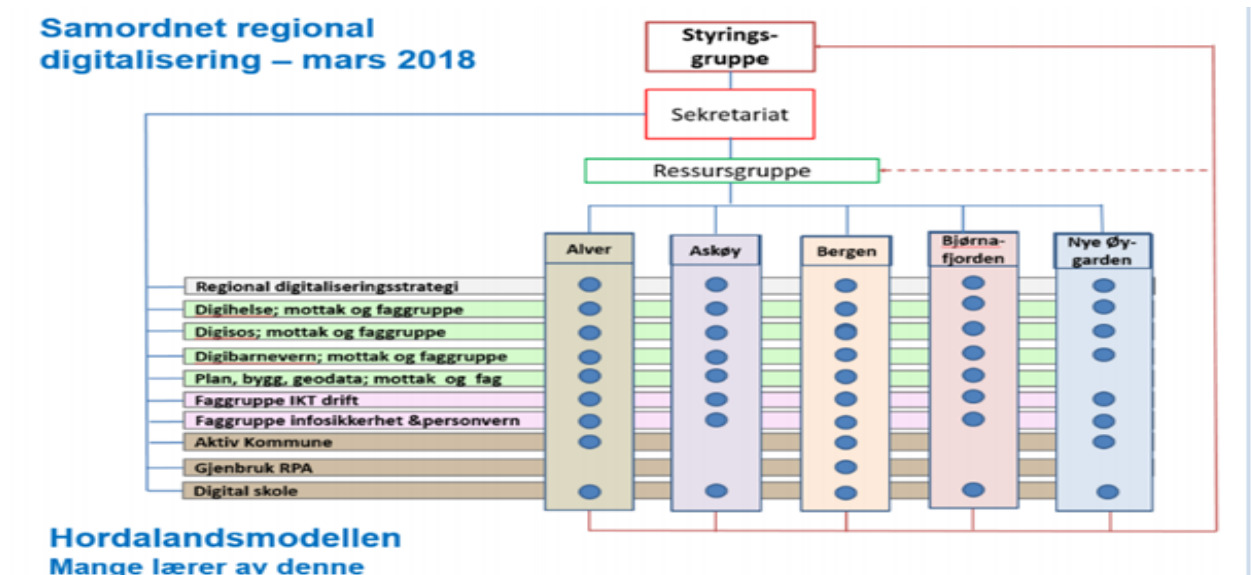 Samordnet regional
digitalisering – mars 2018
Styrings-
gruppe
Sekretariat
Ressursgruppe
Alver
Askøy
Bergen
Bjørna-
fjorden
Nye Øy-
garden
Regional digitaliseringsstrategi
Digihelse; mottak og faggruppe
Digisos; mottak og faggruppe
Digibarnevern; mottak og faggruppe
Plan, bygg, geodata; mottak og fag
Faggruppe IKT drift
Faggruppe infosikkerhet &personvern
Aktiv Kommune
Gjenbruk RPA
Digital skole
Hordalandsmodellen
Mange lærer av denne